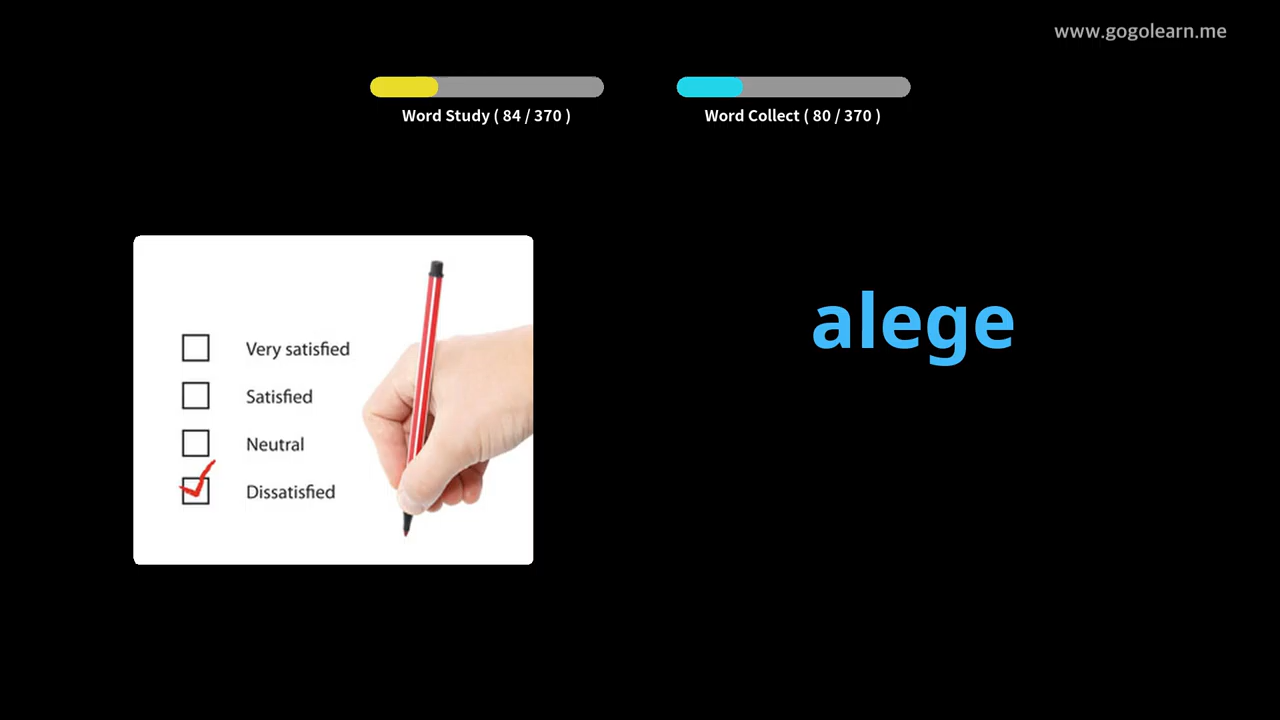 www.gogolearn.me
Word Study ( 84 / 370 )
Word Collect ( 80 / 370 )
Very satisfied
Satisfied
Neutral
Dissatisfied
alege